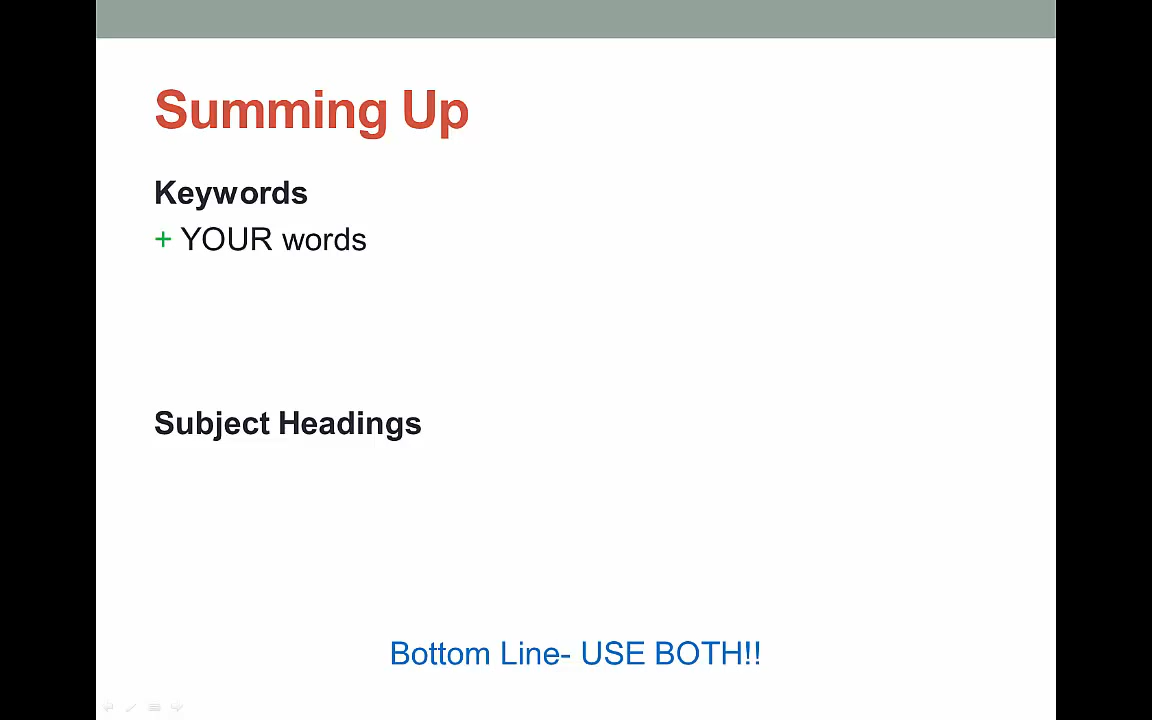 Summing Up
Keywords
+ YOUR words
Subject Headings
Bottom Line- USE BOTH!!